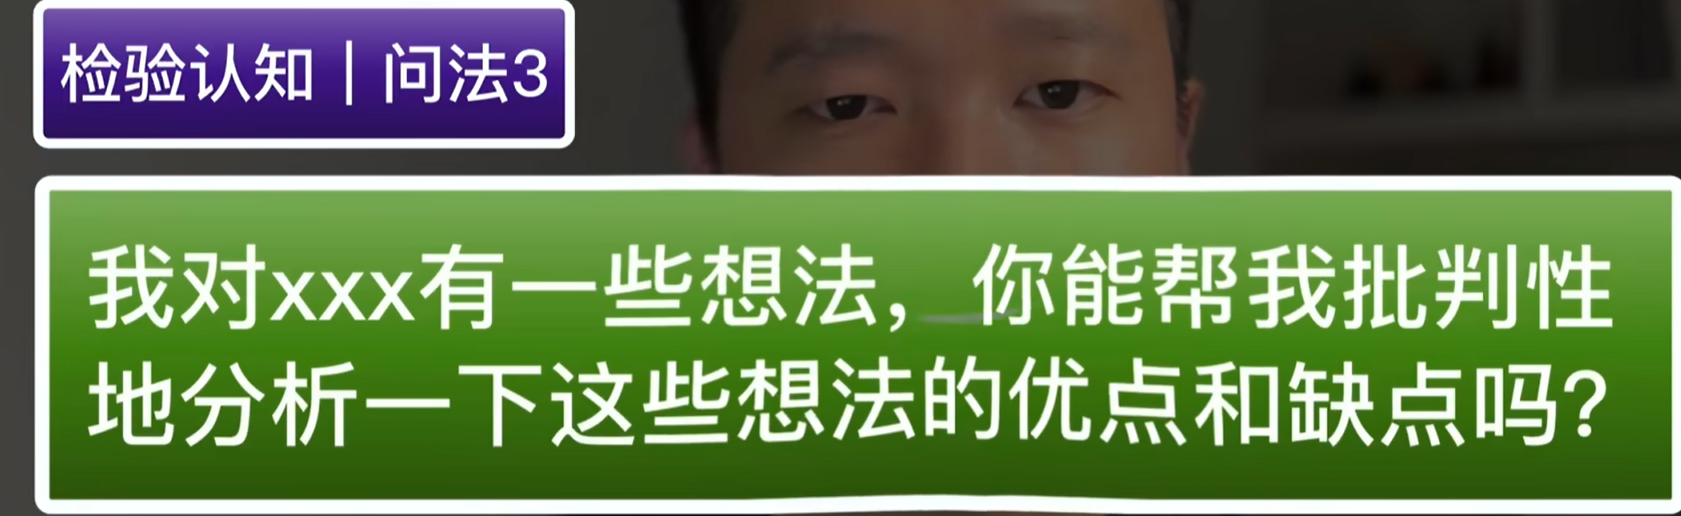 检验认知｜问法3
我对xxx有一些想法，你能帮我批判性
地分析一下这些想法的优点和缺点吗?